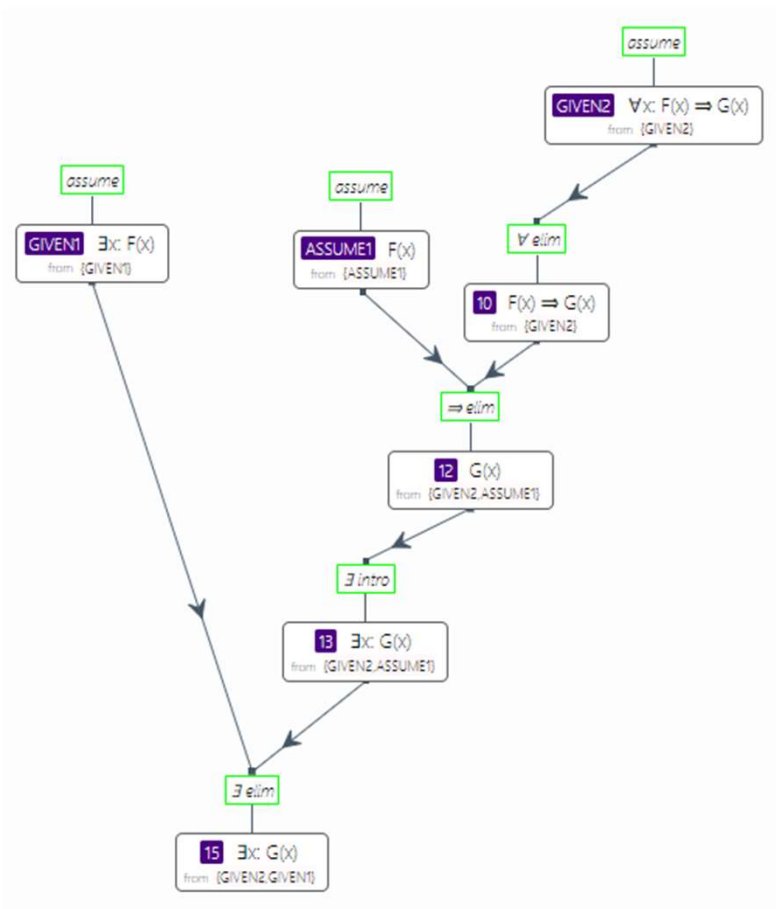 assume
GIVEN2 ∀x: F(x) ⇒ G(x)
from {GIVEN2}
assume
GIVEN1 ∃x: F(x)
from {GIVEN1}
assume
ASSUME1 F(x)
from {ASSUME1}
∀ elim
10 F(x) ⇒ G(x)
from {GIVEN2}
⇒ elim
12 G(x)
from {GIVEN2,ASSUME1}
∃ intro
13 ∃x: G(x)
from {GIVEN2,ASSUME1}
∃ elim
15 ∃x: G(x)
from {GIVEN2,GIVEN1}